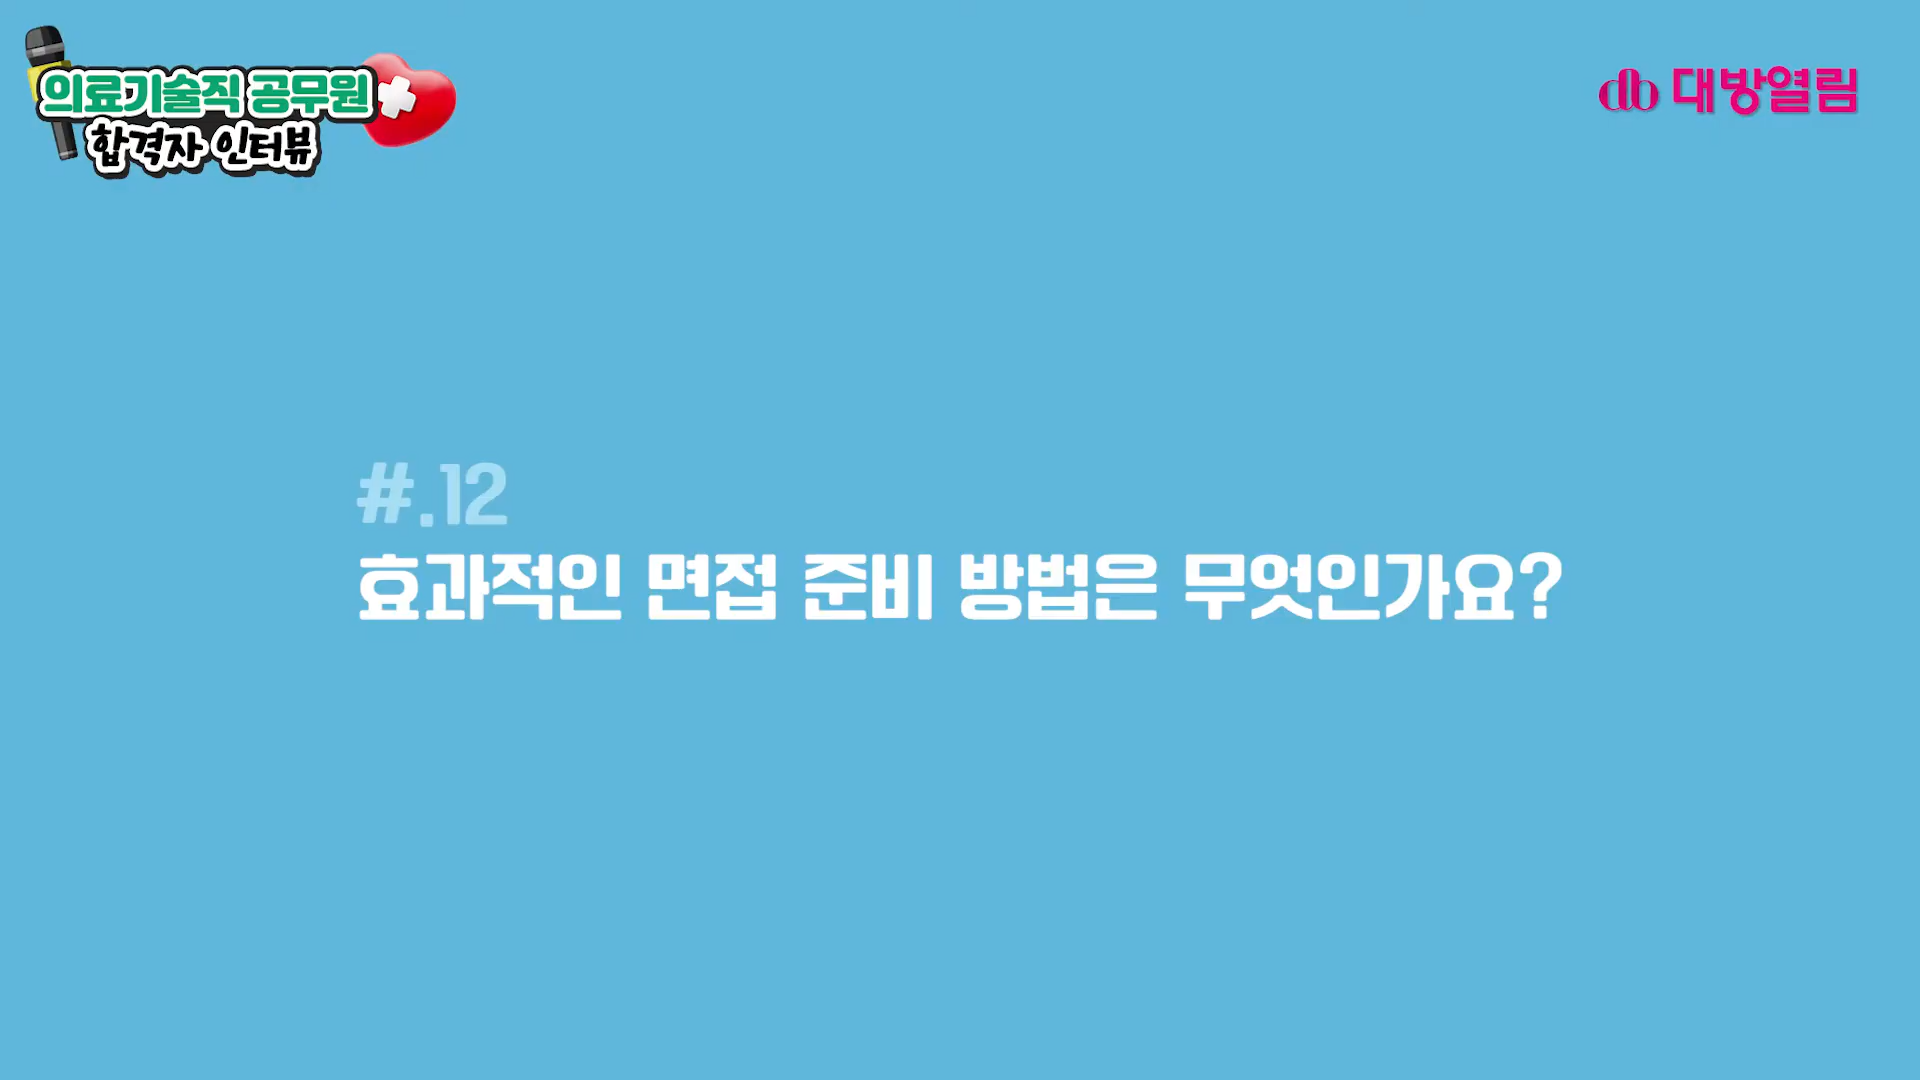 의료기술직 공무원
합격자 인터뷰
db 대방열림
#.12
효과적인 면접 준비 방법은 무엇인가요?